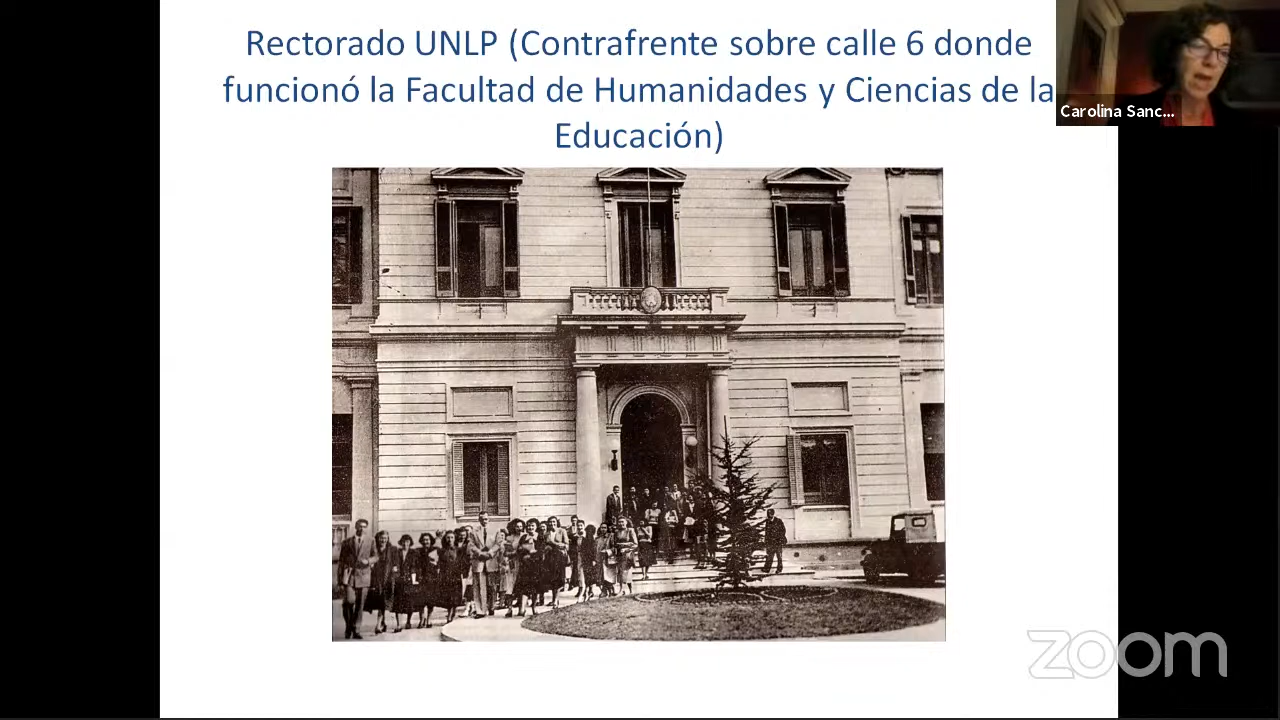 Rectorado UNLP (Contrafrente sobre calle 6 donde
funcionó la Facultad de Humanidades y Ciencias de la
Educación)
Carolina Sanc...
zoom